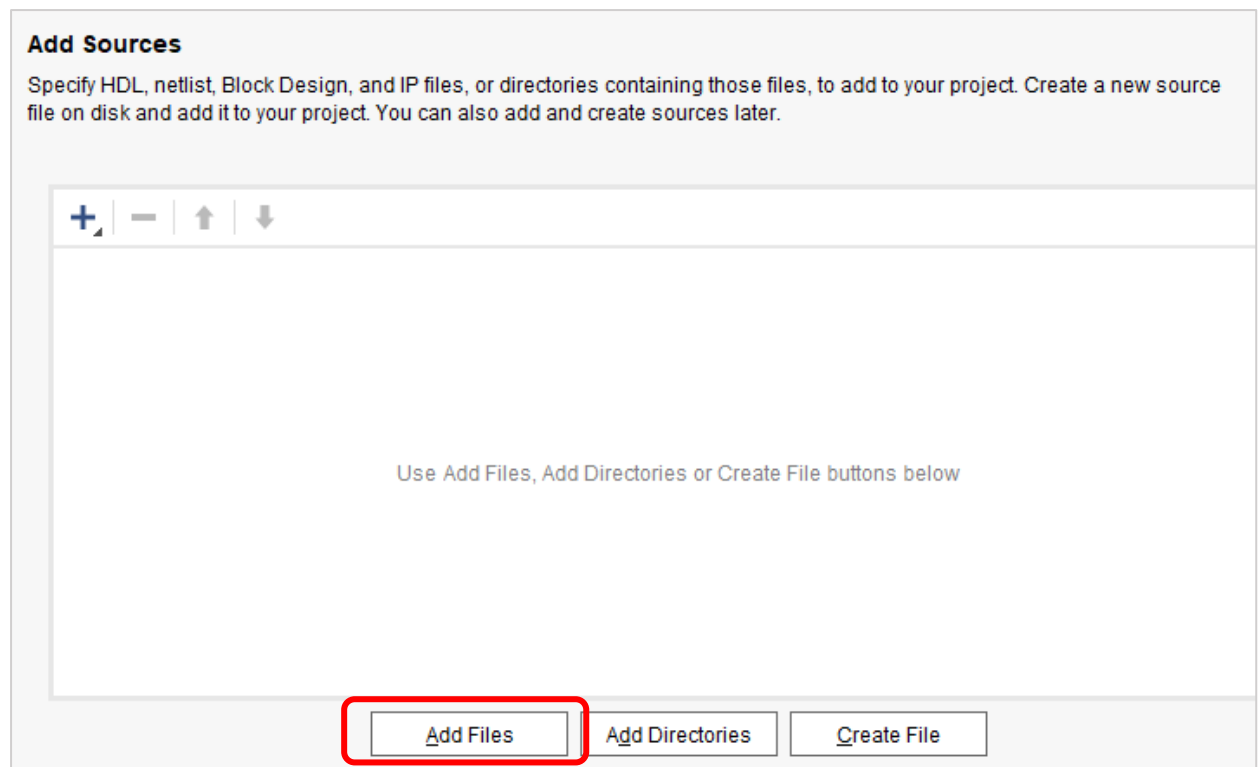 Add Sources
Specify HDL, netlist, Block Design, and IP files, or directories containing those files, to add to your project. Create a new source
file on disk and add it to your project. You can also add and create sources later.
Use Add Files, Add Directories or Create File buttons below
Add Files
Add Directories
Create File